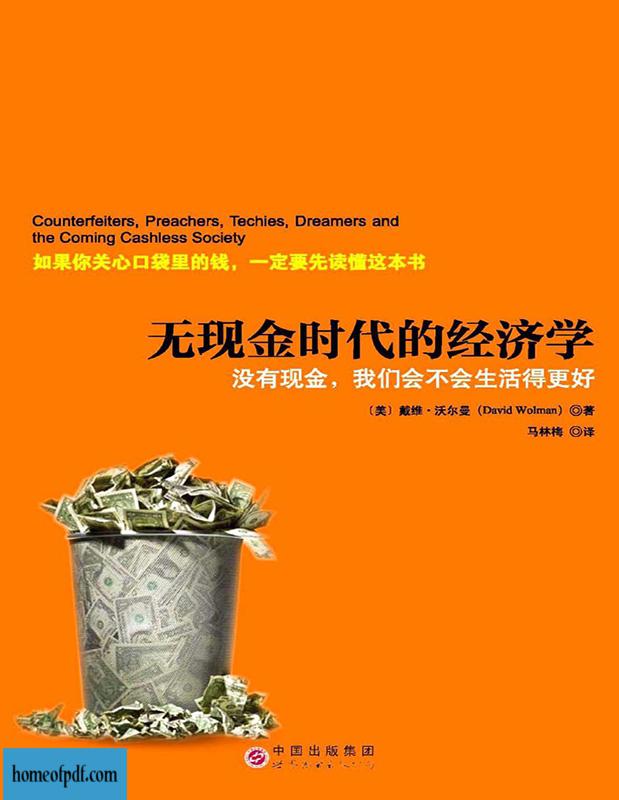 Counterfeiters, Preachers, Techies, Dreamers and
the Coming Cashless Society
如果你关心口袋里的钱，一定要先读懂这本书
无现金时代的经济学
没有现金，我们会不会生活得更好
〔美〕戴维·沃尔曼（David Wolman）◎著
马林梅 ◎译
中国出版集团
homeofpdf.com